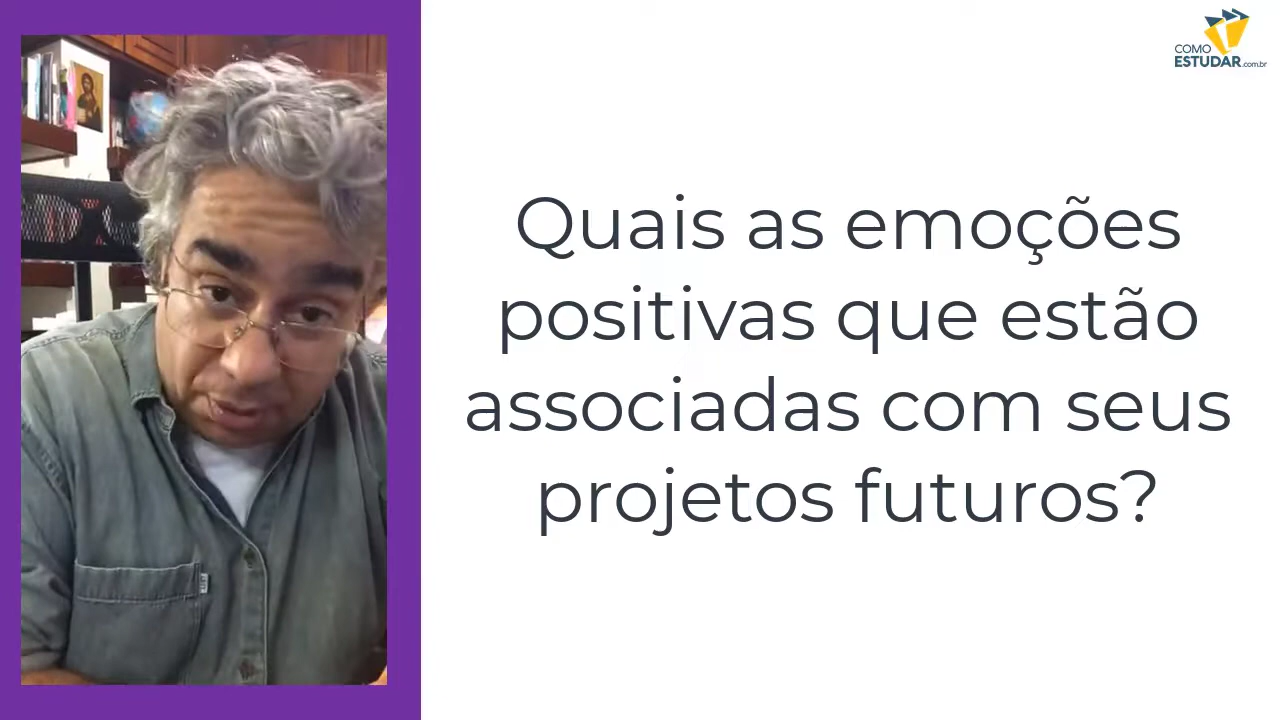 COMO
ESTUDAR.com.br
Quais as emoções
positivas que estão
associadas com seus
projetos futuros?